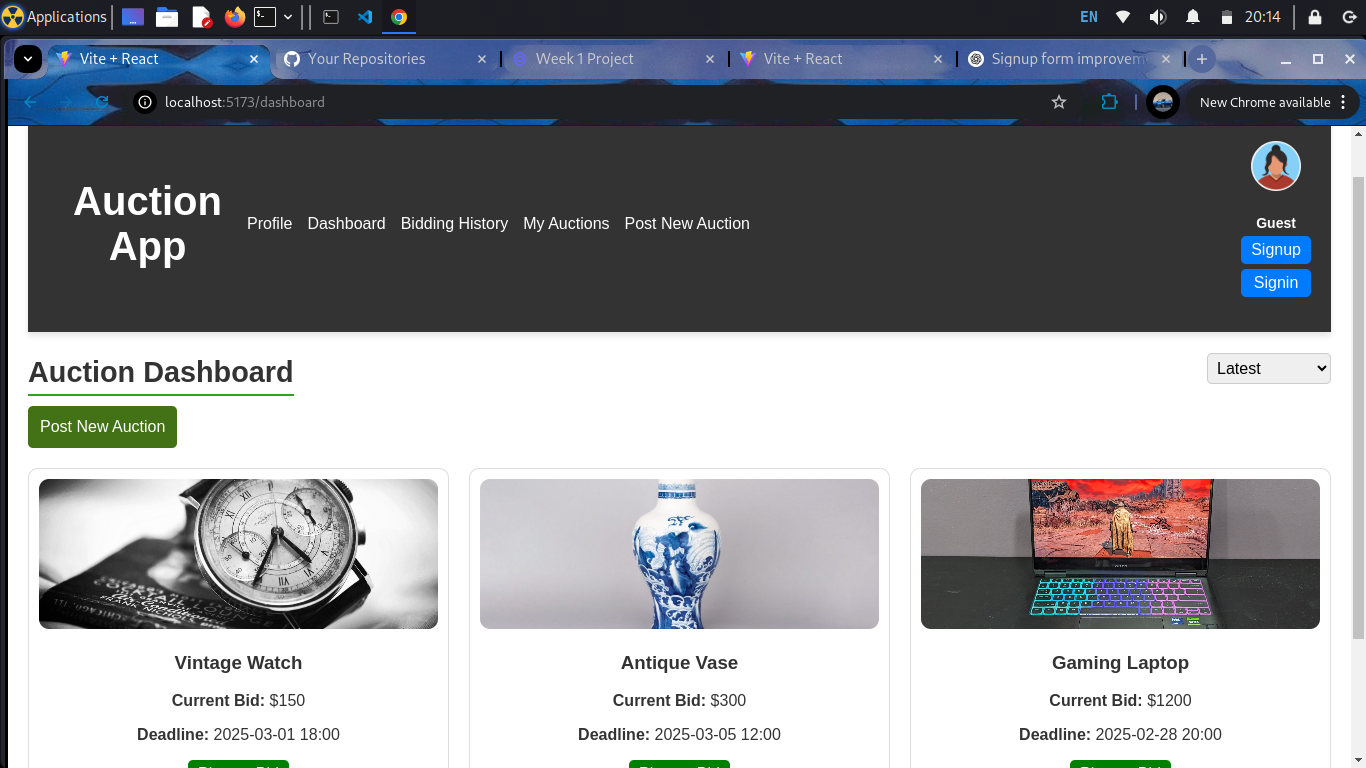 Applications
EN
20:14
Vite + React
Your Repositories
Week 1 Project
Vite + React
Signup form improvem
localhost:5173/dashboard
New Chrome available
Auction
App
Profile
Dashboard
Bidding History
My Auctions
Post New Auction
Guest
Signup
Signin
Auction Dashboard
Latest
Post New Auction
Vintage Watch
Current Bid: $150
Deadline: 2025-03-01 18:00
Antique Vase
Current Bid: $300
Deadline: 2025-03-05 12:00
Gaming Laptop
Current Bid: $1200
Deadline: 2025-02-28 20:00